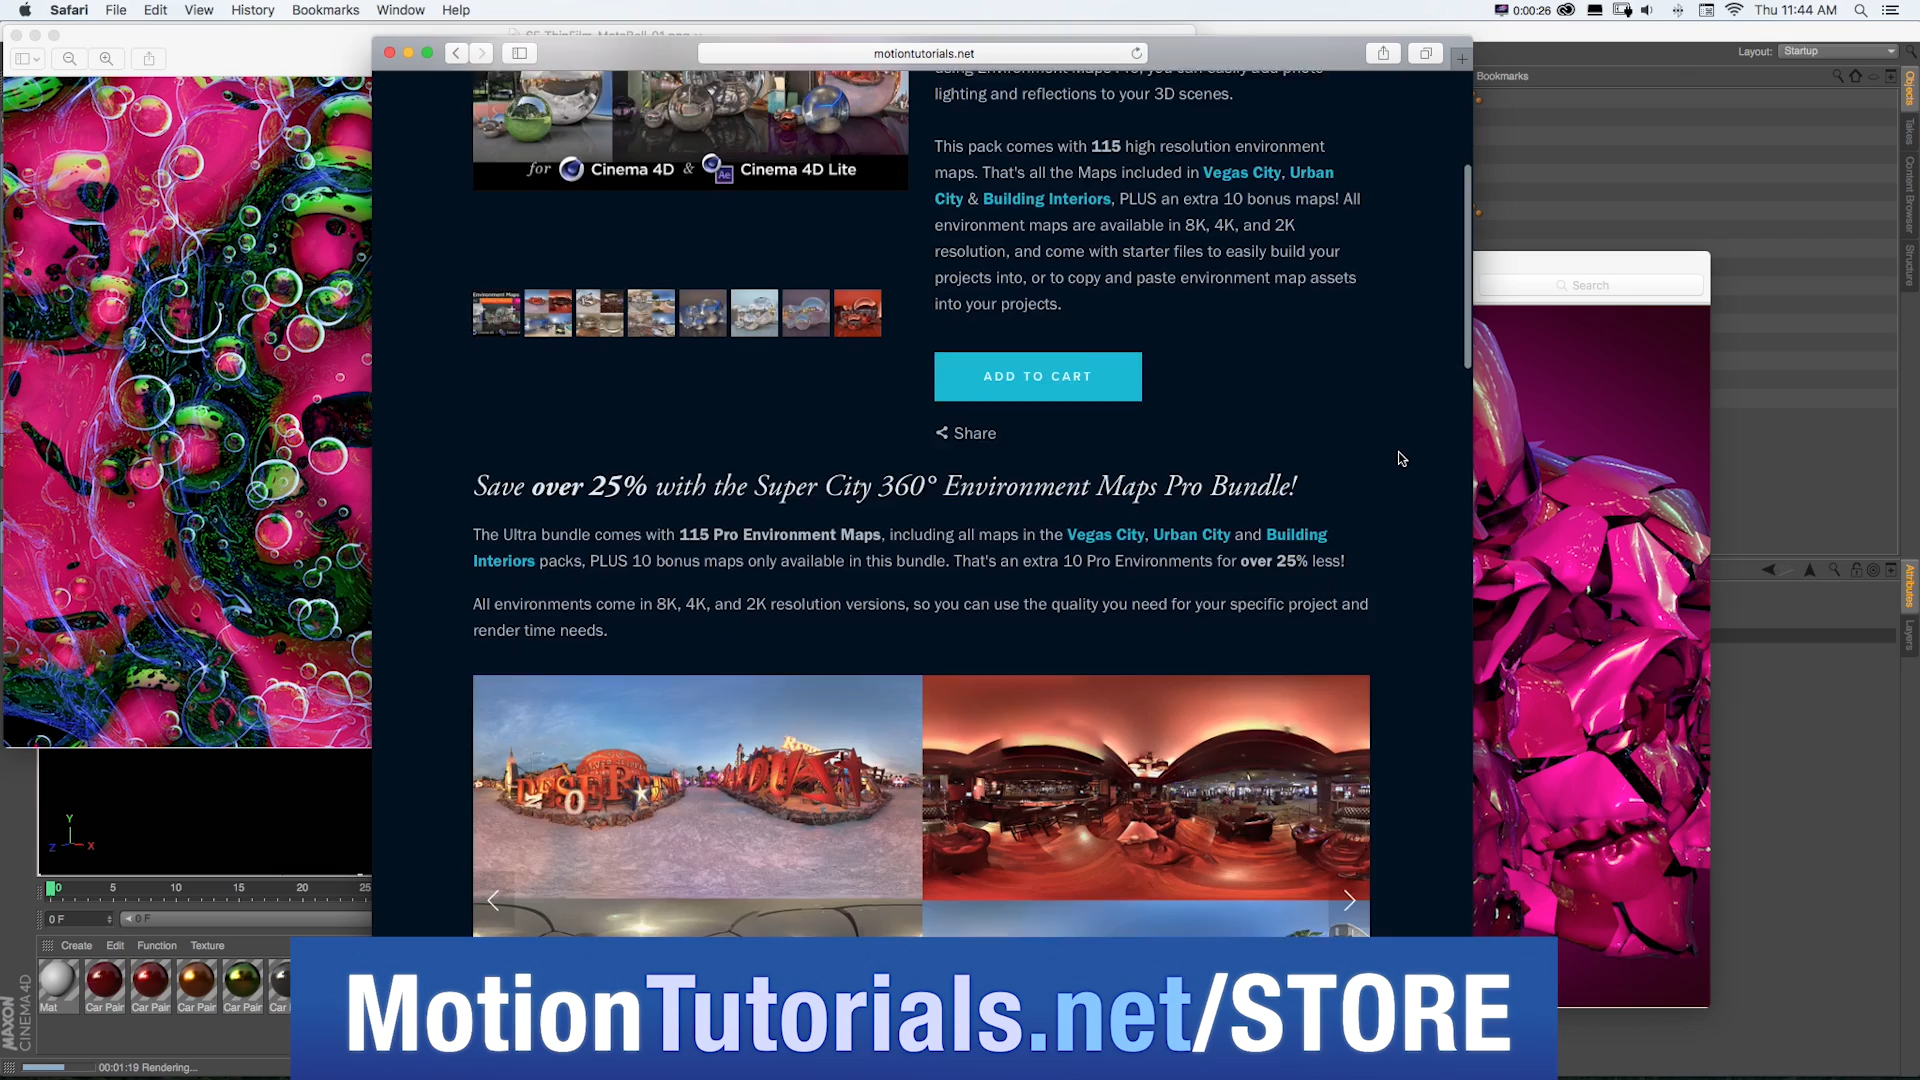 Safari File Edit View History Bookmarks Window Help
0:00:26 Thu 11:44 AM
motiontutorials.net
Layout: Startup
Bookmarks
Objects
Takes
Content Browser
Structure
Search
Attributes
Layers
lighting and reflections to your 3D scenes.
for Cinema 4D & Ae Cinema 4D Lite
This pack comes with 115 high resolution environment
maps. That's all the Maps included in Vegas City, Urban
City & Building Interiors, PLUS an extra 10 bonus maps! All
environment maps are available in 8K, 4K, and 2K
resolution, and come with starter files to easily build your
projects into, or to copy and paste environment map assets
into your projects.
ADD TO CART
Share
Save over 25% with the Super City 360° Environment Maps Pro Bundle!
The Ultra bundle comes with 115 Pro Environment Maps, including all maps in the Vegas City, Urban City and Building
Interiors packs, PLUS 10 bonus maps only available in this bundle. That's an extra 10 Pro Environments for over 25% less!
All environments come in 8K, 4K, and 2K resolution versions, so you can use the quality you need for your specific project and
render time needs.
Y
Z X
0 5 10 15 20 25
0 F 0 F
Create Edit Function Texture
Mat Car Pair Car Pair Car Pair Car Pair
MAXON
CINEMA 4D
00:01:19 Rendering...
MotionTutorials.net/STORE